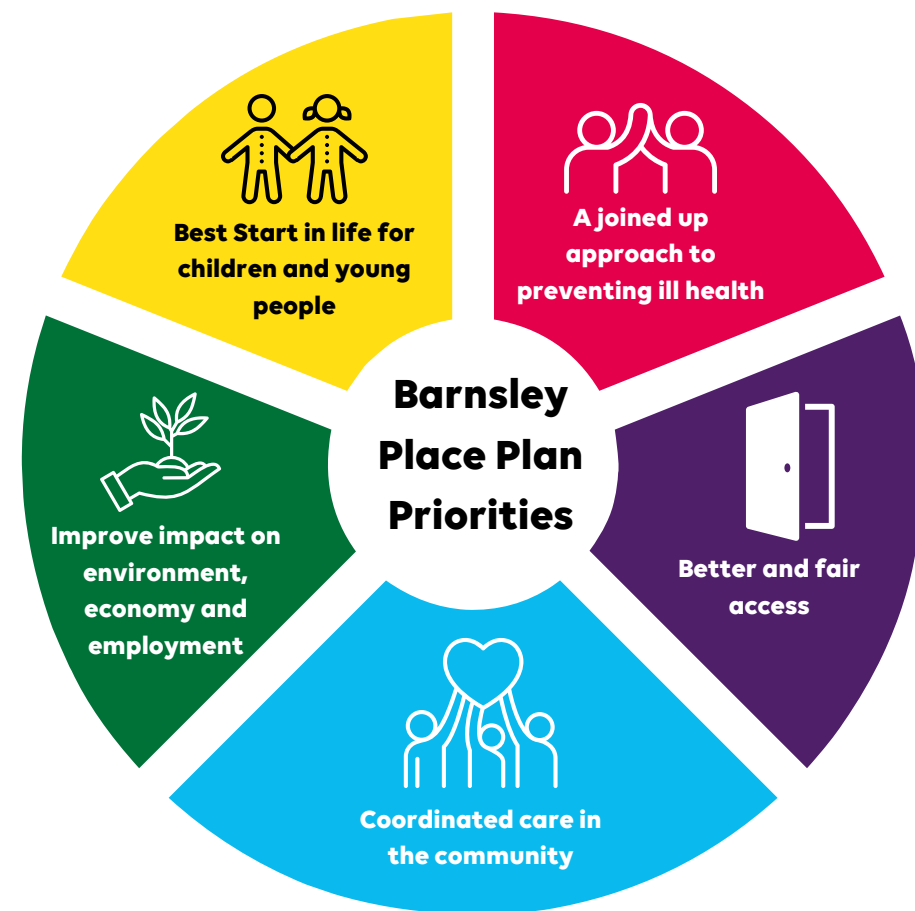 Best Start in life for
children and young
people
A joined up
approach to
preventing ill health
Barnsley
Place Plan
Priorities
Improve impact on
environment,
economy and
employment
Better and fair
access
Coordinated care in
the community